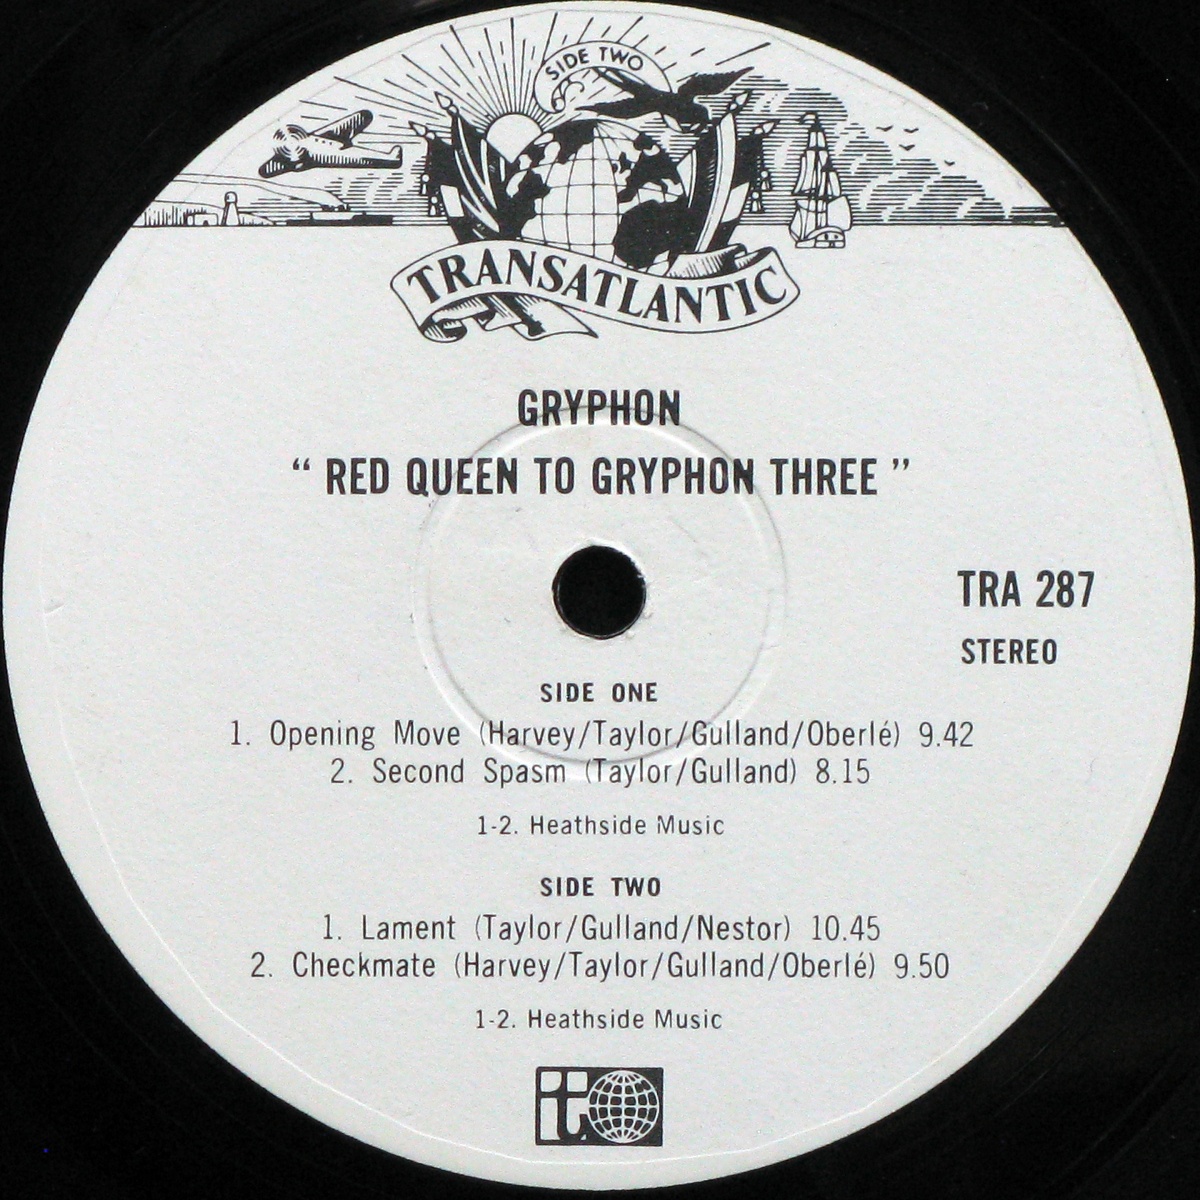 SIDE TWO
TRANSATLANTIC
GRYPHON
“ RED QUEEN TO GRYPHON THREE ”
TRA 287
STEREO
SIDE ONE
1. Opening Move (Harvey/Taylor/Gulland/Oberlé) 9.42
2. Second Spasm (Taylor/Gulland) 8.15
1-2. Heathside Music
SIDE TWO
1. Lament (Taylor/Gulland/Nestor) 10.45
2. Checkmate (Harvey/Taylor/Gulland/Oberlé) 9.50
1-2. Heathside Music
it